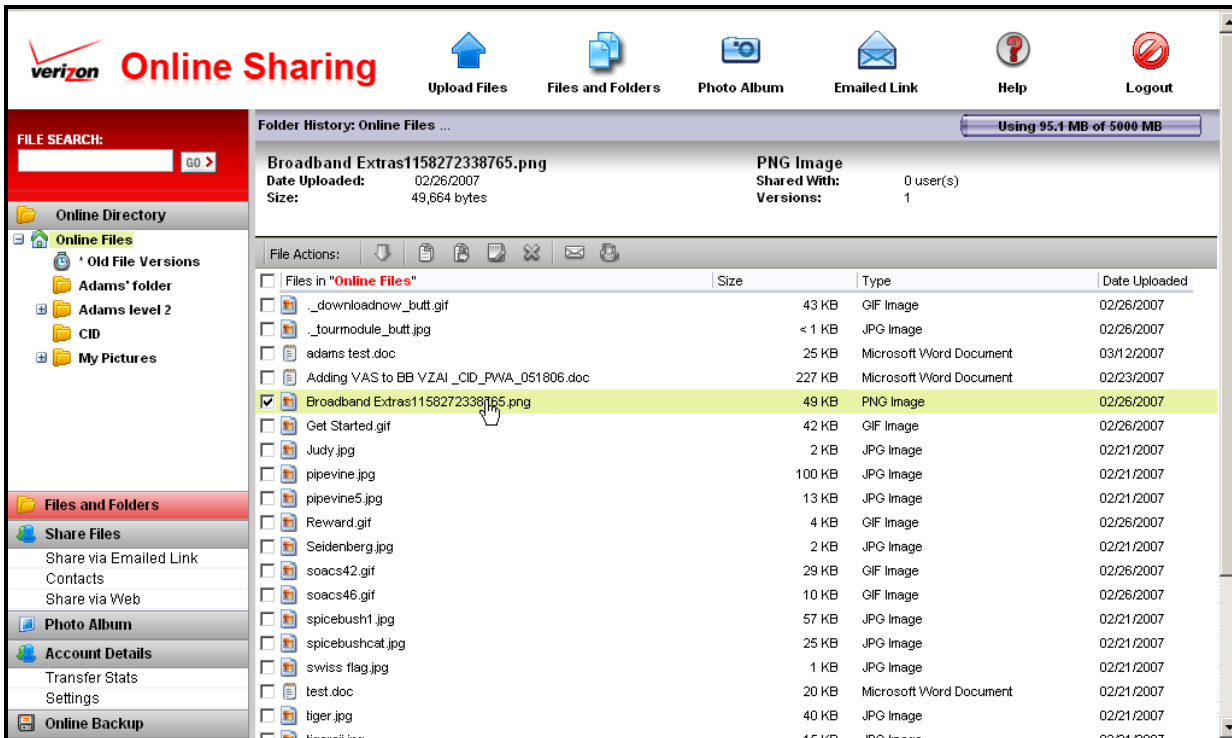 verizon Online Sharing
Upload Files Files and Folders Photo Album Emailed Link Help Logout
FILE SEARCH:
GO
Online Directory
Online Files
* Old File Versions
Adams' folder
Adams level 2
CID
My Pictures
Files and Folders
Share Files
Share via Emailed Link
Contacts
Share via Web
Photo Album
Account Details
Transfer Stats
Settings
Online Backup
Folder History: Online Files ...
Using 95.1 MB of 5000 MB
Broadband Extras1158272338765.png
Date Uploaded: 02/26/2007
Size: 49,664 bytes
PNG Image
Shared With: 0 user(s)
Versions: 1
File Actions:
Files in "Online Files" Size Type Date Uploaded
._downloadnow_butt.gif 43 KB GIF Image 02/26/2007
._tourmodule_butt.jpg < 1 KB JPG Image 02/26/2007
adams test.doc 25 KB Microsoft Word Document 03/12/2007
Adding VAS to BB VZAI _CID_PWA_051806.doc 227 KB Microsoft Word Document 02/23/2007
Broadband Extras1158272338765.png 49 KB PNG Image 02/26/2007
Get Started.gif 42 KB GIF Image 02/26/2007
Judy.jpg 2 KB JPG Image 02/21/2007
pipevine.jpg 100 KB JPG Image 02/21/2007
pipevine5.jpg 13 KB JPG Image 02/21/2007
Reward.gif 4 KB GIF Image 02/26/2007
Seidenberg.jpg 2 KB JPG Image 02/21/2007
soacs42.gif 29 KB GIF Image 02/26/2007
soacs46.gif 10 KB GIF Image 02/26/2007
spicebush1.jpg 57 KB JPG Image 02/21/2007
spicebushcat.jpg 25 KB JPG Image 02/21/2007
swiss flag.jpg 1 KB JPG Image 02/21/2007
test.doc 20 KB Microsoft Word Document 02/21/2007
tiger.jpg 40 KB JPG Image 02/21/2007